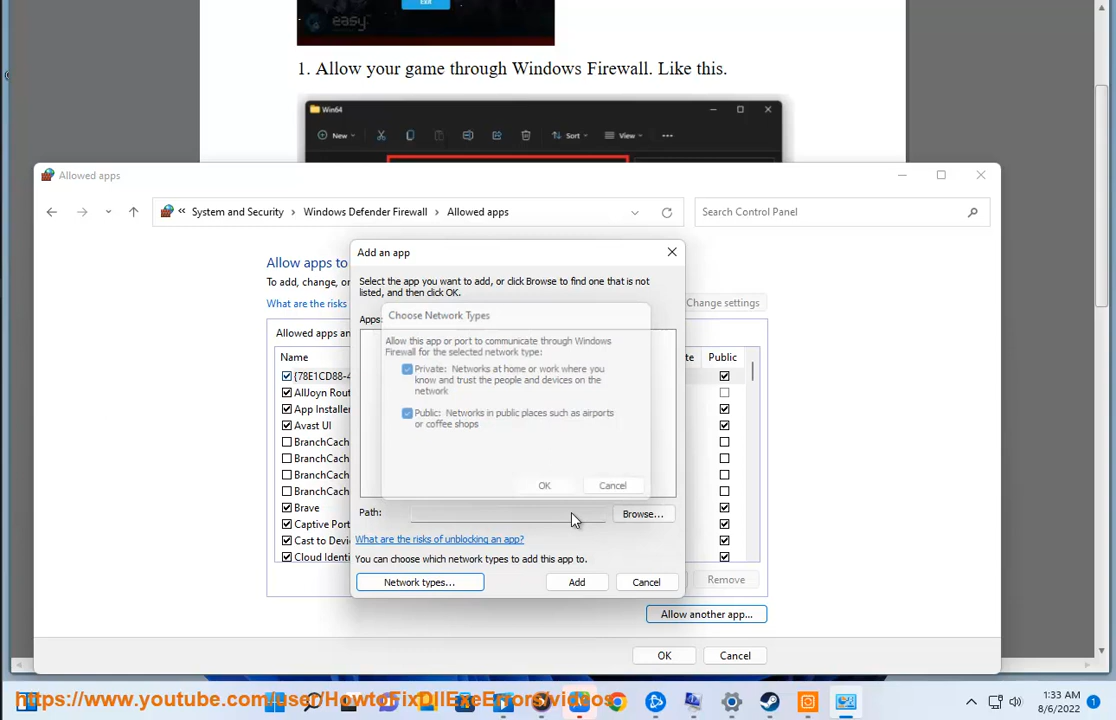 Exit
easy
1. Allow your game through Windows Firewall. Like this.
Win64
New
Sort
View
Allowed apps
System and Security > Windows Defender Firewall > Allowed apps
Search Control Panel
Allow apps to
To add, change, or
What are the risks
Change settings
Allowed apps an
Name
Public
{78E1CD88-4
AllJoyn Rout
App Installer
Avast UI
BranchCach
BranchCach
BranchCach
BranchCach
Brave
Captive Port
Cast to Devic
Cloud Identi
Add an app
Select the app you want to add, or click Browse to find one that is not
listed, and then click OK.
Apps:
Choose Network Types
Allow this app or port to communicate through Windows
Firewall for the selected network type:
Private: Networks at home or work where you
know and trust the people and devices on the
network
Public: Networks in public places such as airports
or coffee shops
OK
Cancel
Path:
Browse...
What are the risks of unblocking an app?
You can choose which network types to add this app to.
Network types...
Add
Cancel
Remove
Allow another app...
OK
Cancel
https://www.youtube.com/user/HowtoFixDllExeErrors/videos
1:33 AM
8/6/2022